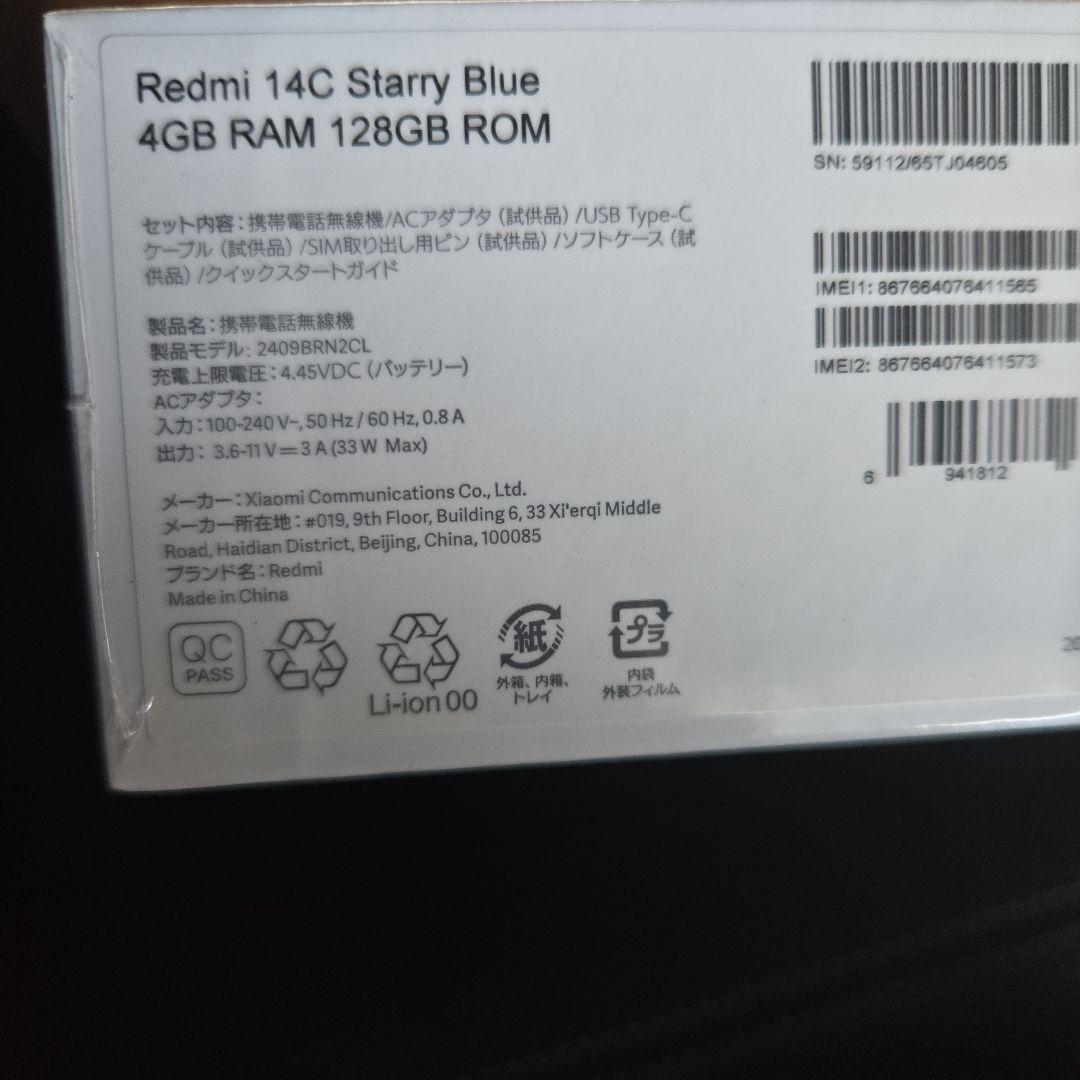 Redmi 14C Starry Blue
4GB RAM 128GB ROM
セット内容：携帯電話無線機/ACアダプタ（試供品）/USB Type-C
ケーブル（試供品）/SIM取り出し用ピン（試供品）/ソフトケース（試
供品）/クイックスタートガイド
製品名：携帯電話無線機
製品モデル: 2409BRN2CL
充電上限電圧：4.45VDC（バッテリー）
ACアダプタ：
入力：100-240 V~, 50 Hz / 60 Hz, 0.8 A
出力： 3.6-11 V⎓3 A (33 W Max)
メーカー：Xiaomi Communications Co., Ltd.
メーカー所在地：#019, 9th Floor, Building 6, 33 Xi'erqi Middle
Road, Haidian District, Beijing, China, 100085
ブランド名：Redmi
Made in China
QC
PASS
Li-ion 00
紙
外箱、内箱、
トレイ
プラ
内袋
外装フィルム
SN: 59112/65TJ04605
IMEI1: 867664076411565
IMEI2: 867664076411573
6 941812